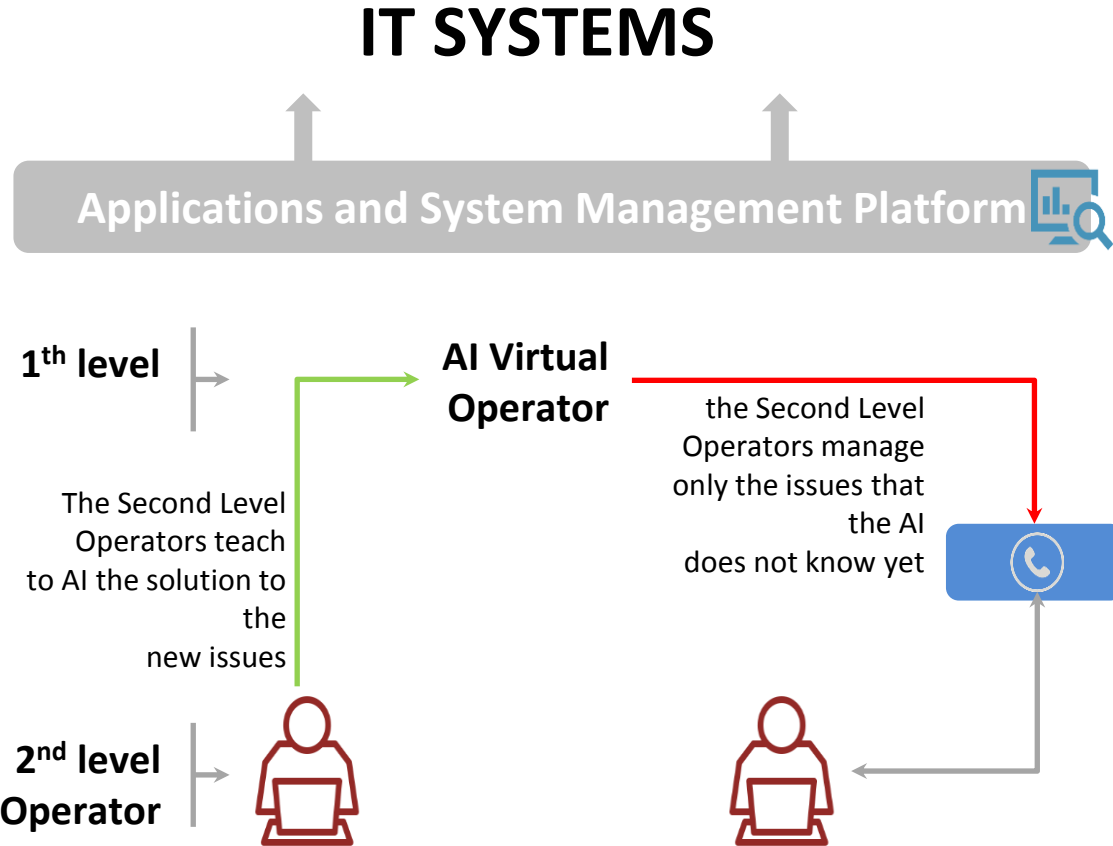 IT SYSTEMS
Applications and System Management Platform
1th level
AI Virtual
Operator
the Second Level
Operators manage
only the issues that
the AI
does not know yet
The Second Level
Operators teach
to AI the solution to
the
new issues
2nd level
Operator